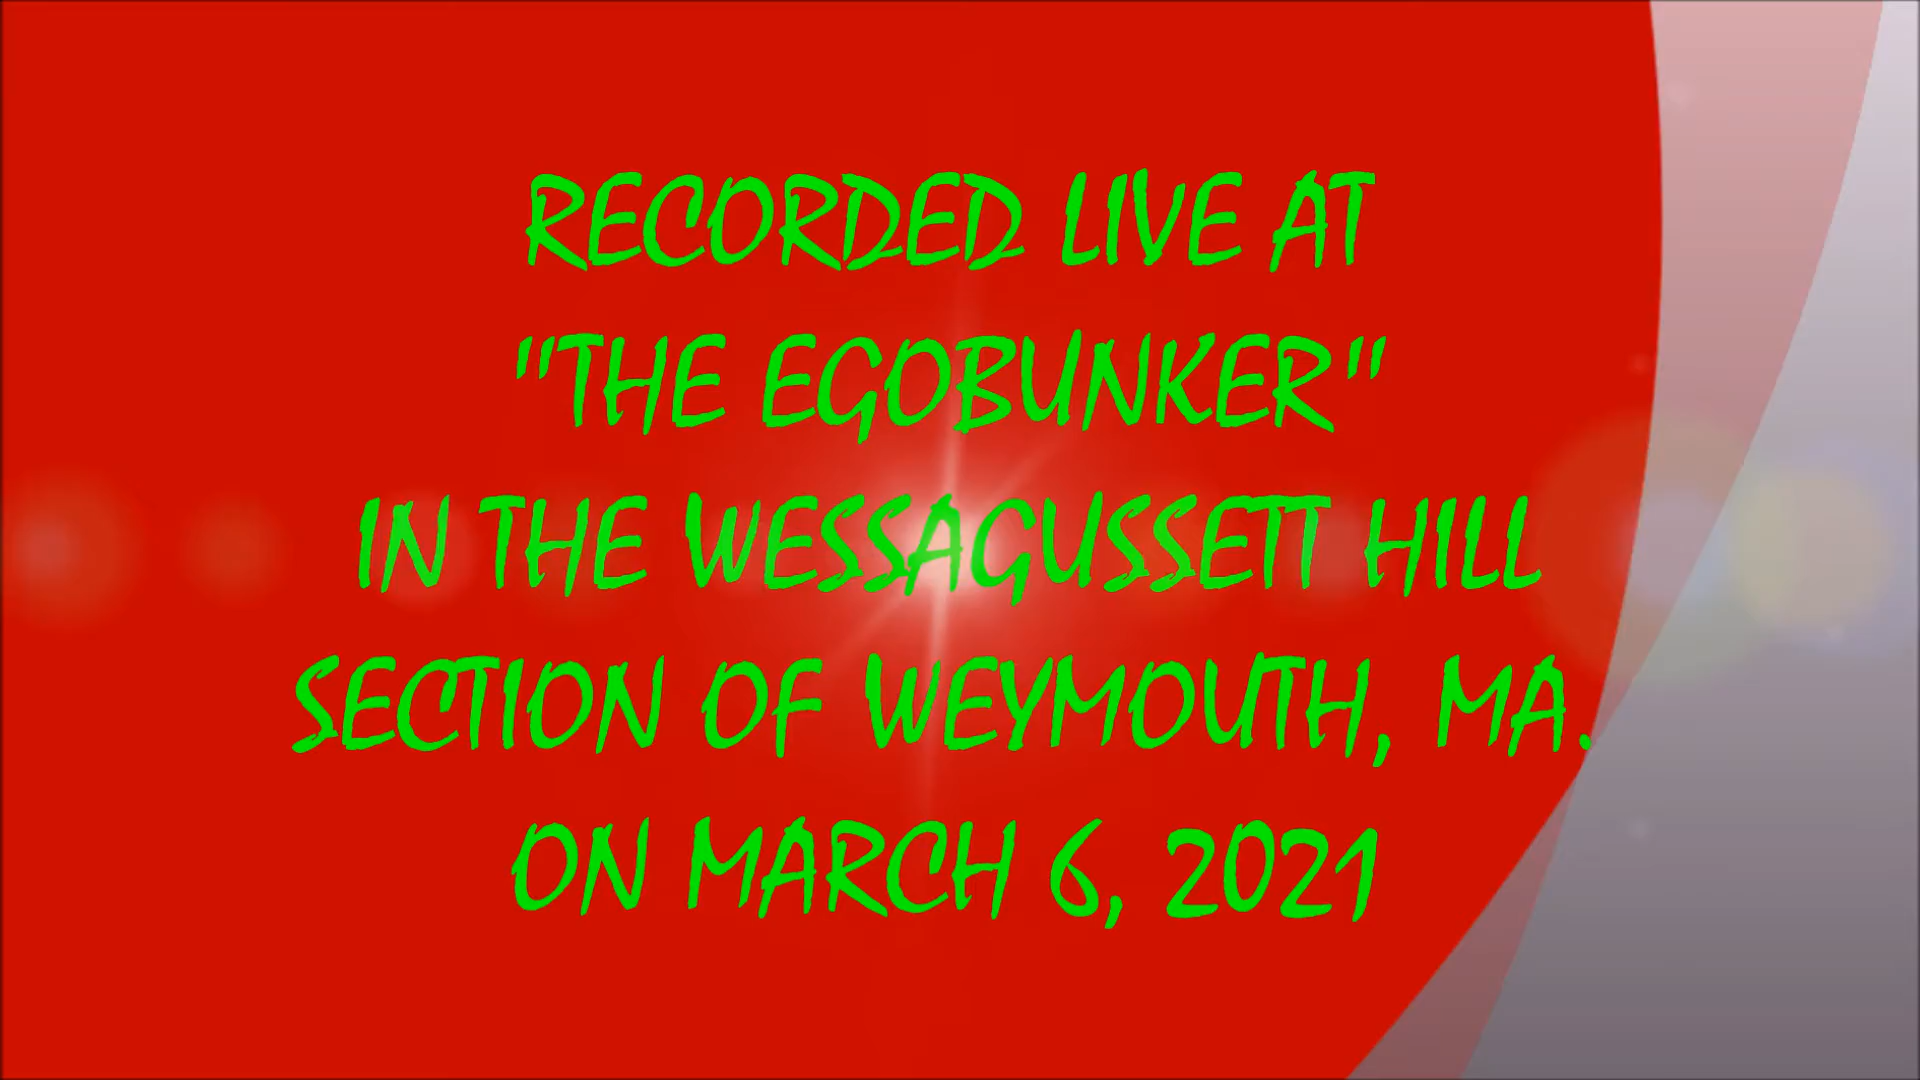 RECORDED LIVE AT
"THE EGOBUNKER"
IN THE WESSAGUSSETT HILL
SECTION OF WEYMOUTH, MA.
ON MARCH 6, 2021